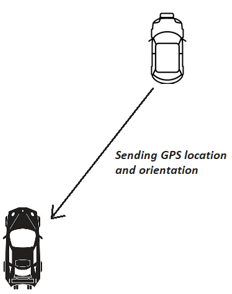 Sending GPS location
and orientation